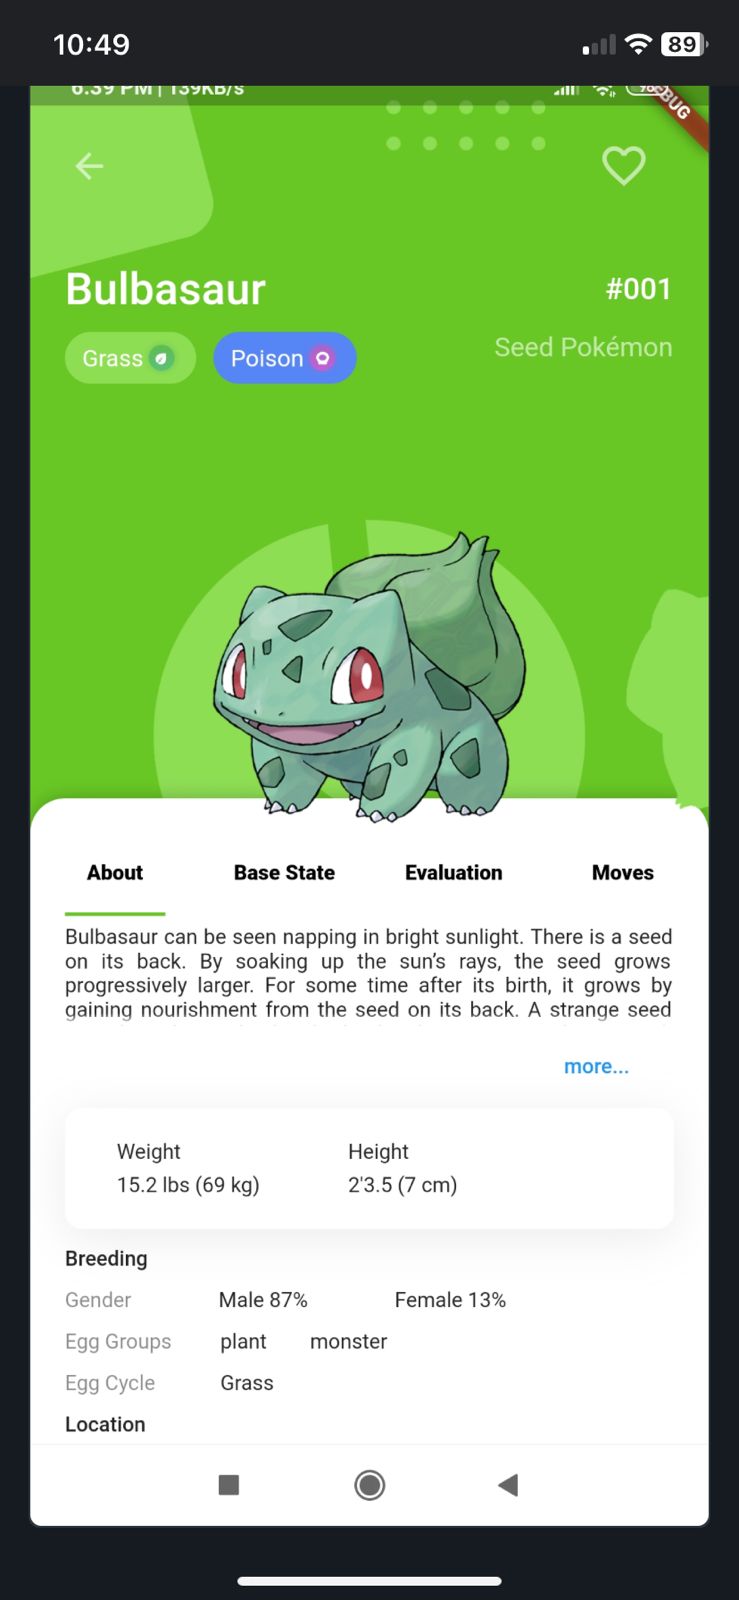 10:49
89
6:39 PM | 139KB/s
Bulbasaur
#001
Grass
Poison
Seed Pokémon
About
Base State
Evaluation
Moves
Bulbasaur can be seen napping in bright sunlight. There is a seed
on its back. By soaking up the sun’s rays, the seed grows
progressively larger. For some time after its birth, it grows by
gaining nourishment from the seed on its back. A strange seed
more...
Weight
Height
15.2 lbs (69 kg)
2'3.5 (7 cm)
Breeding
Gender Male 87% Female 13%
Egg Groups plant monster
Egg Cycle Grass
Location